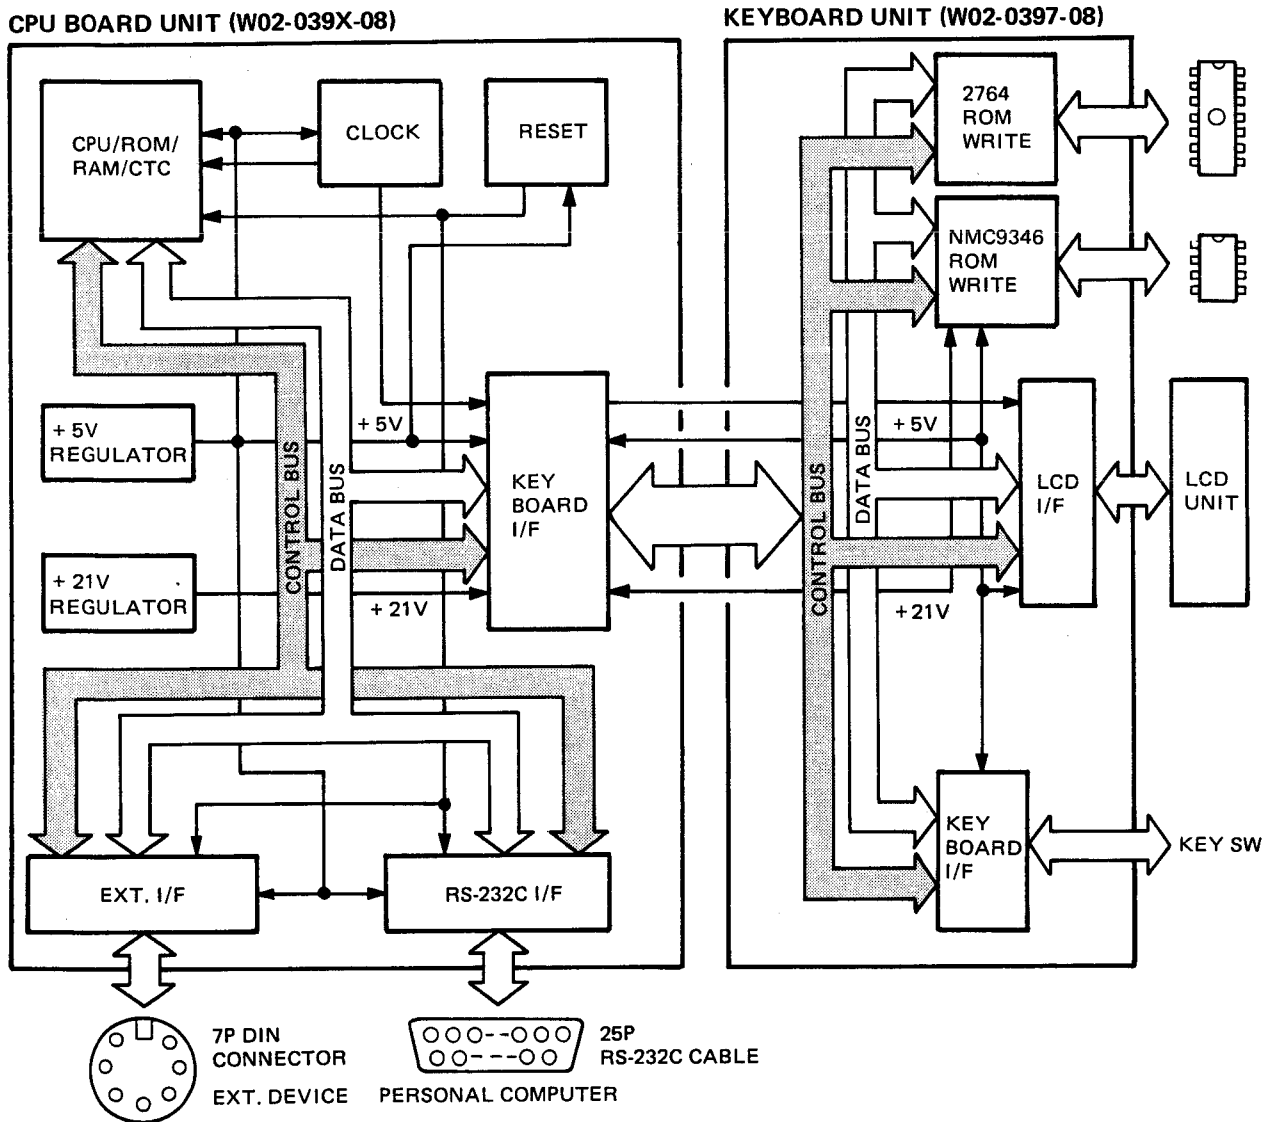 CPU BOARD UNIT (W02-039X-08)
KEYBOARD UNIT (W02-0397-08)
CPU/ROM/
RAM/CTC
CLOCK
RESET
2764
ROM
WRITE
NMC9346
ROM
WRITE
+5V
REGULATOR
+5V
CONTROL BUS
DATA BUS
KEY
BOARD
I/F
+21V
REGULATOR
+21V
CONTROL BUS
DATA BUS
+5V
LCD
I/F
LCD
UNIT
+21V
KEY
BOARD
I/F
KEY SW
EXT. I/F
RS-232C I/F
7P DIN
CONNECTOR
EXT. DEVICE
25P
RS-232C CABLE
PERSONAL COMPUTER